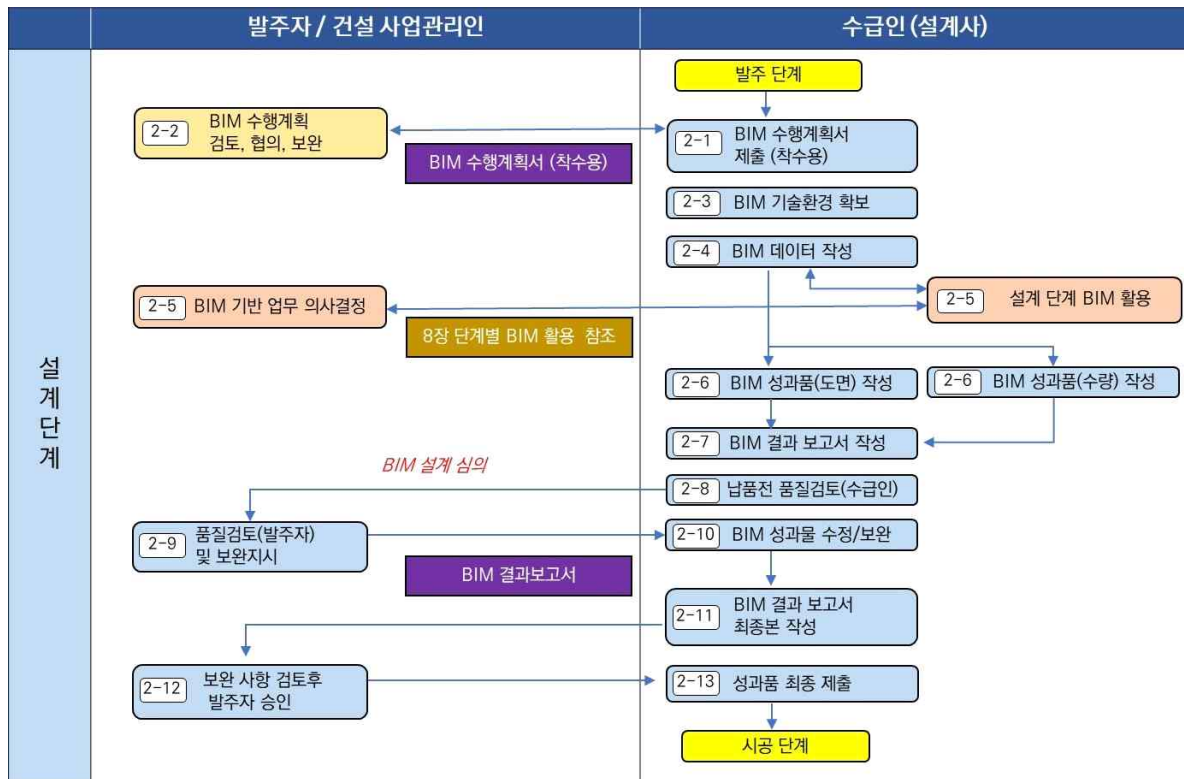 발주자 / 건설 사업관리인
수급인 (설계사)
설계단계
발주 단계
2-2
BIM 수행계획
검토, 협의, 보완
2-1
BIM 수행계획서
제출 (착수용)
BIM 수행계획서 (착수용)
2-3
BIM 기술환경 확보
2-4
BIM 데이터 작성
2-5
BIM 기반 업무 의사결정
2-5
설계 단계 BIM 활용
8장 단계별 BIM 활용 참조
2-6
BIM 성과품(도면) 작성
2-6
BIM 성과품(수량) 작성
2-7
BIM 결과 보고서 작성
BIM 설계 심의
2-8
납품전 품질검토(수급인)
2-9
품질검토(발주자)
및 보완지시
2-10
BIM 성과물 수정/보완
BIM 결과보고서
2-11
BIM 결과 보고서
최종본 작성
2-12
보완 사항 검토후
발주자 승인
2-13
성과품 최종 제출
시공 단계